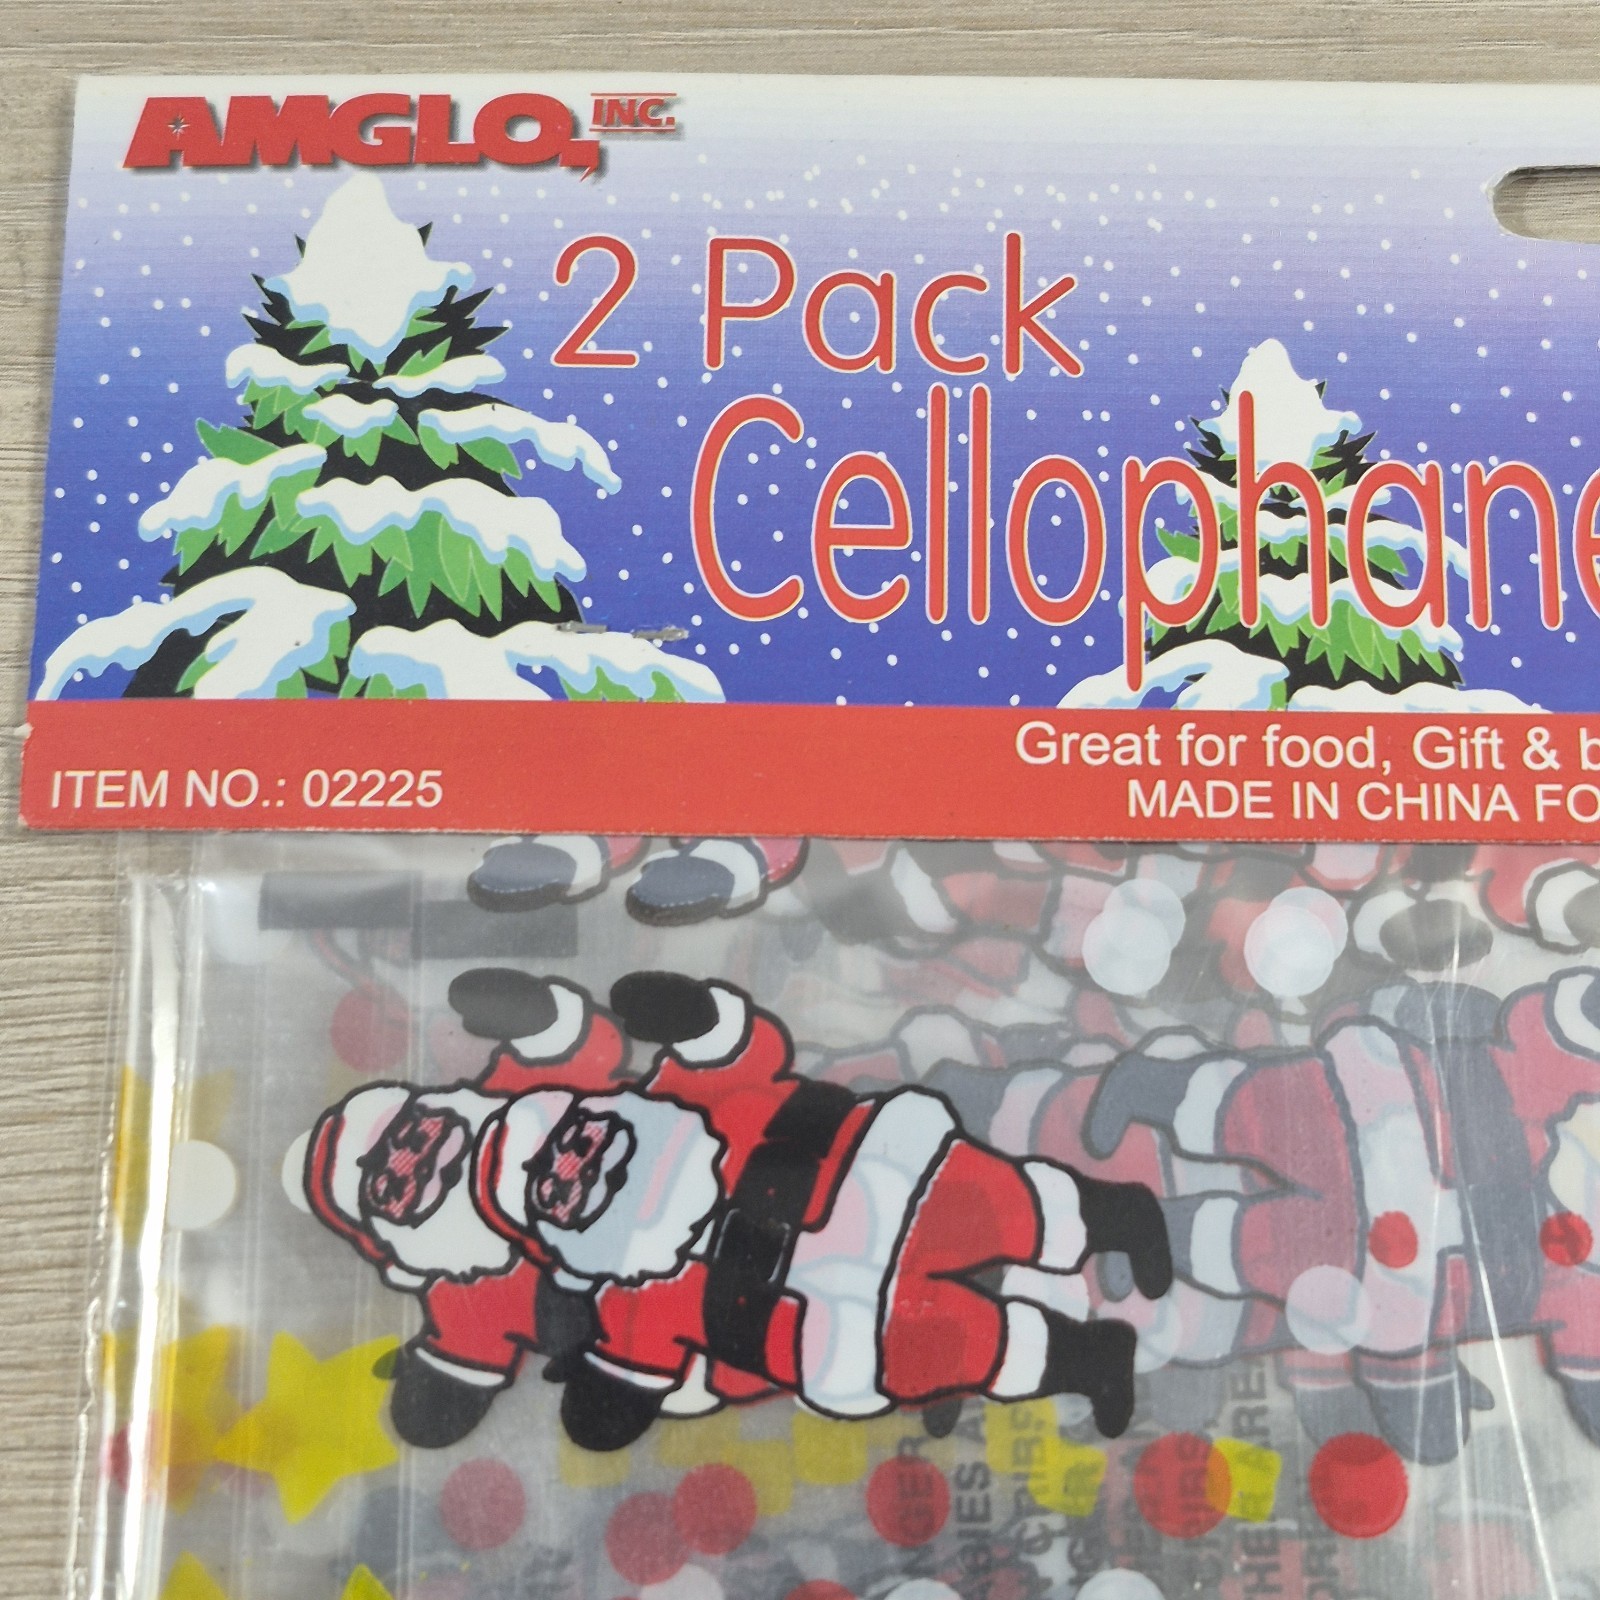 AMGLO, INC.
2 Pack
Cellophane
ITEM NO.: 02225
Great for food, Gift & b
MADE IN CHINA FO